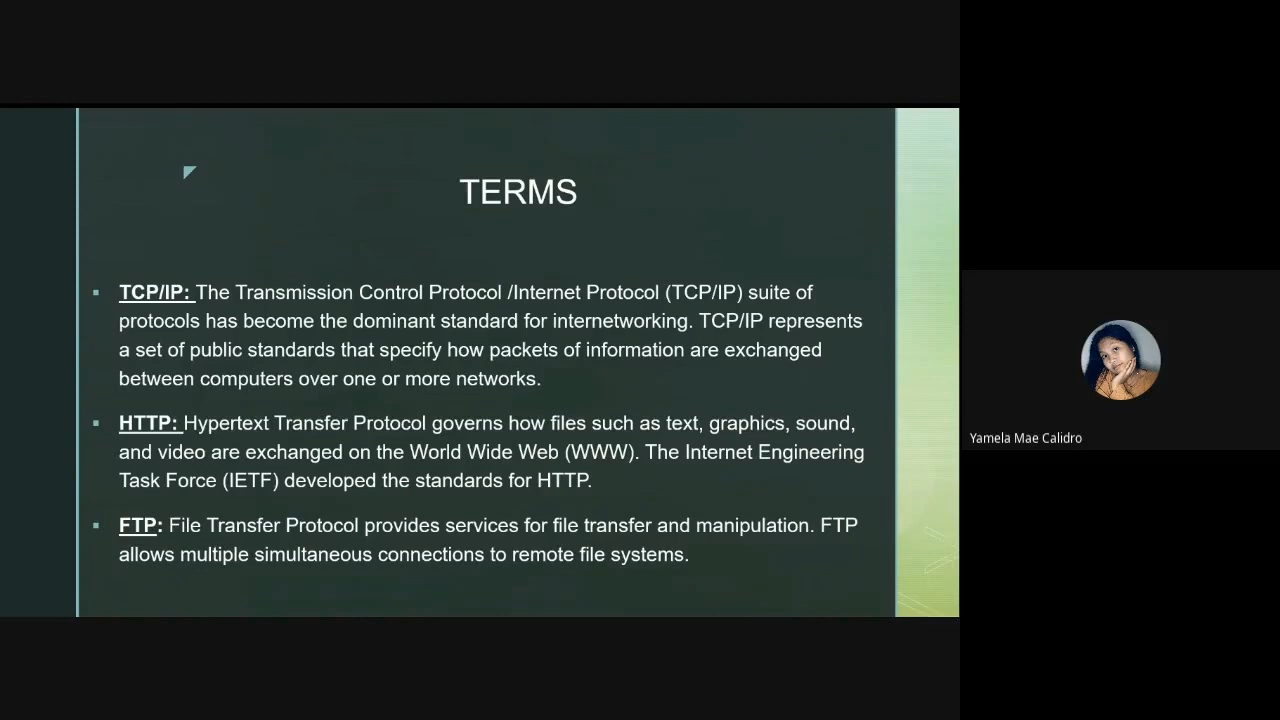 TERMS
▪ TCP/IP: The Transmission Control Protocol /Internet Protocol (TCP/IP) suite of
protocols has become the dominant standard for internetworking. TCP/IP represents
a set of public standards that specify how packets of information are exchanged
between computers over one or more networks.
▪ HTTP: Hypertext Transfer Protocol governs how files such as text, graphics, sound,
and video are exchanged on the World Wide Web (WWW). The Internet Engineering
Task Force (IETF) developed the standards for HTTP.
▪ FTP: File Transfer Protocol provides services for file transfer and manipulation. FTP
allows multiple simultaneous connections to remote file systems.
Yamela Mae Calidro